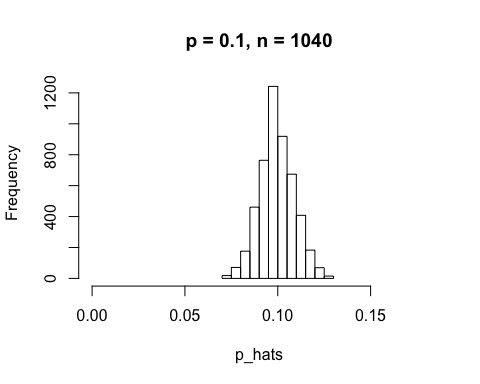 p = 0.1, n = 1040
Frequency
1200
800
400
0
0.00 0.05 0.10 0.15
p_hats